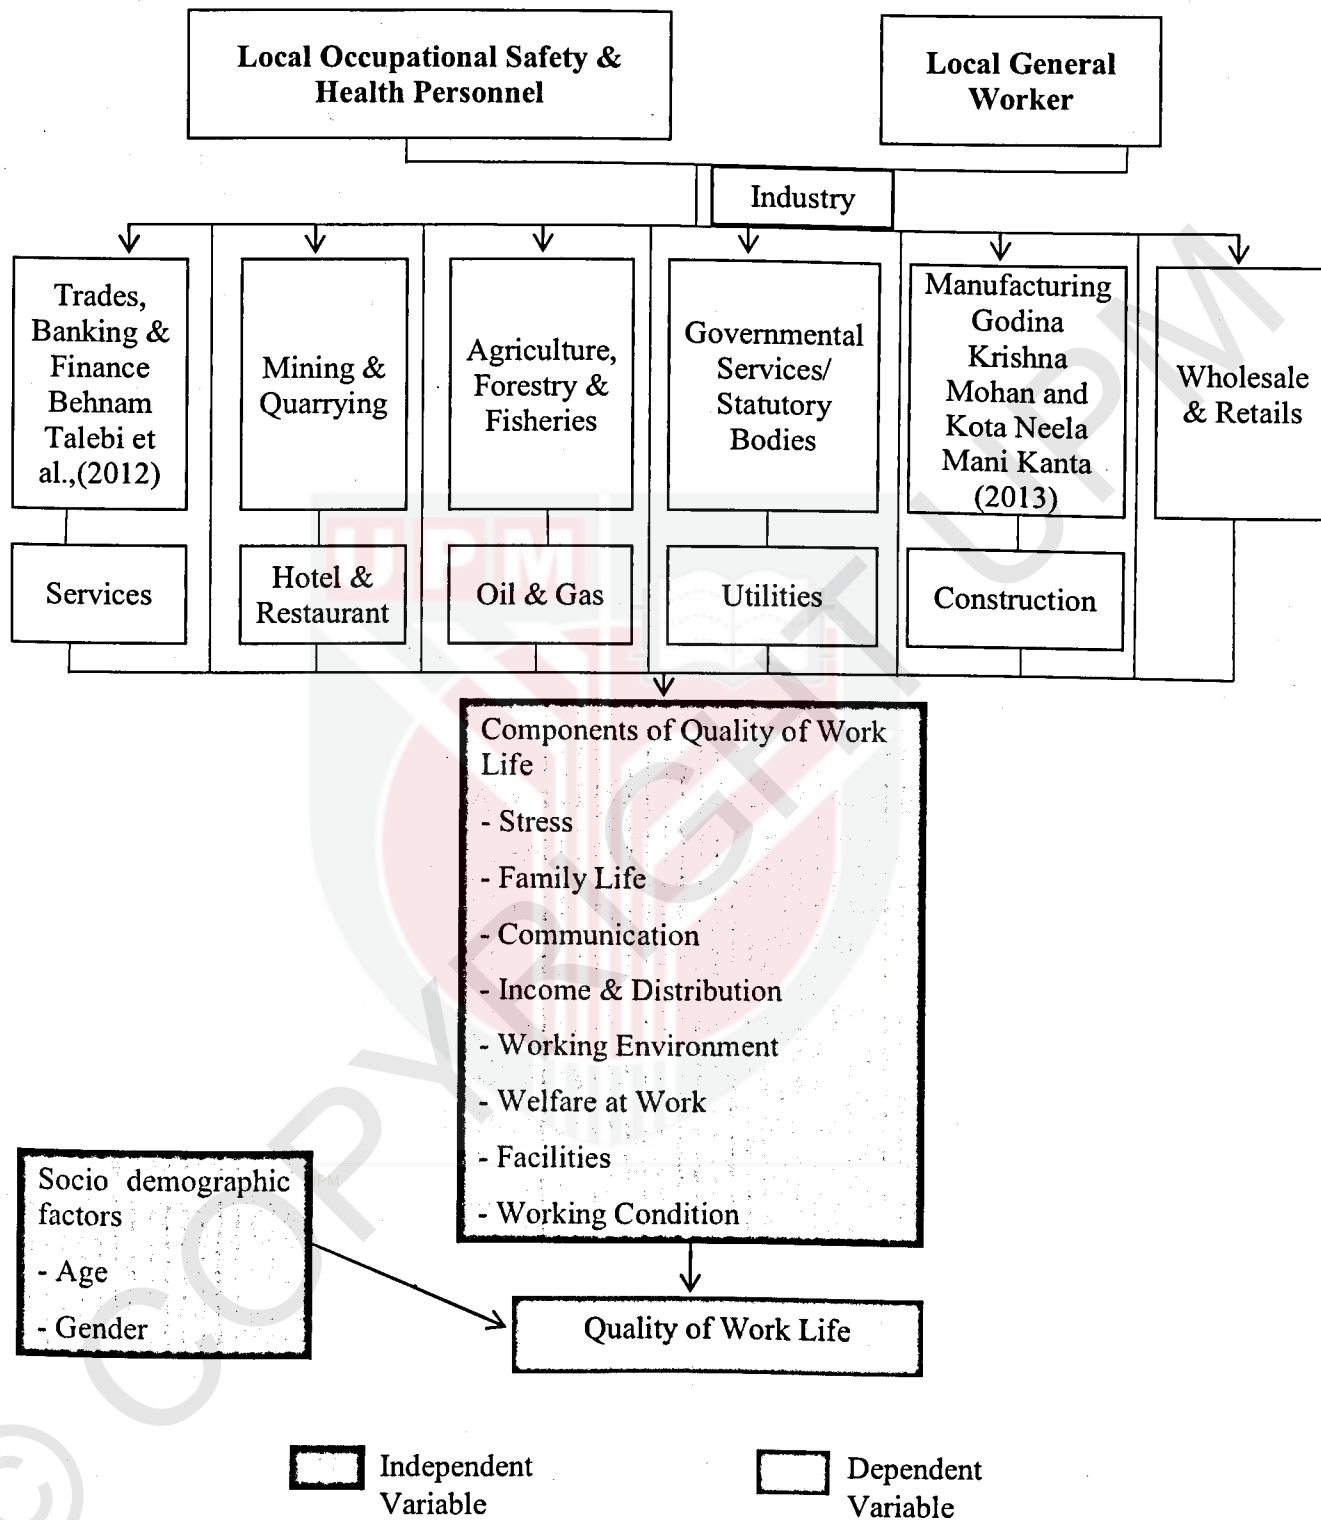 Local Occupational Safety &
Health Personnel
Local General
Worker
Industry
Trades,
Banking &
Finance
Behnam
Talebi et
al.,(2012)
Mining &
Quarrying
Agriculture,
Forestry &
Fisheries
Governmental
Services/
Statutory
Bodies
Manufacturing
Godina
Krishna
Mohan and
Kota Neela
Mani Kanta
(2013)
Wholesale
& Retails
Services
Hotel &
Restaurant
Oil & Gas
Utilities
Construction
Components of Quality of Work
Life
- Stress
- Family Life
- Communication
- Income & Distribution
- Working Environment
- Welfare at Work
- Facilities
- Working Condition
Socio demographic
factors
- Age
- Gender
Quality of Work Life
Independent
Variable
Dependent
Variable
UPM
© COPYRIGHT UPM